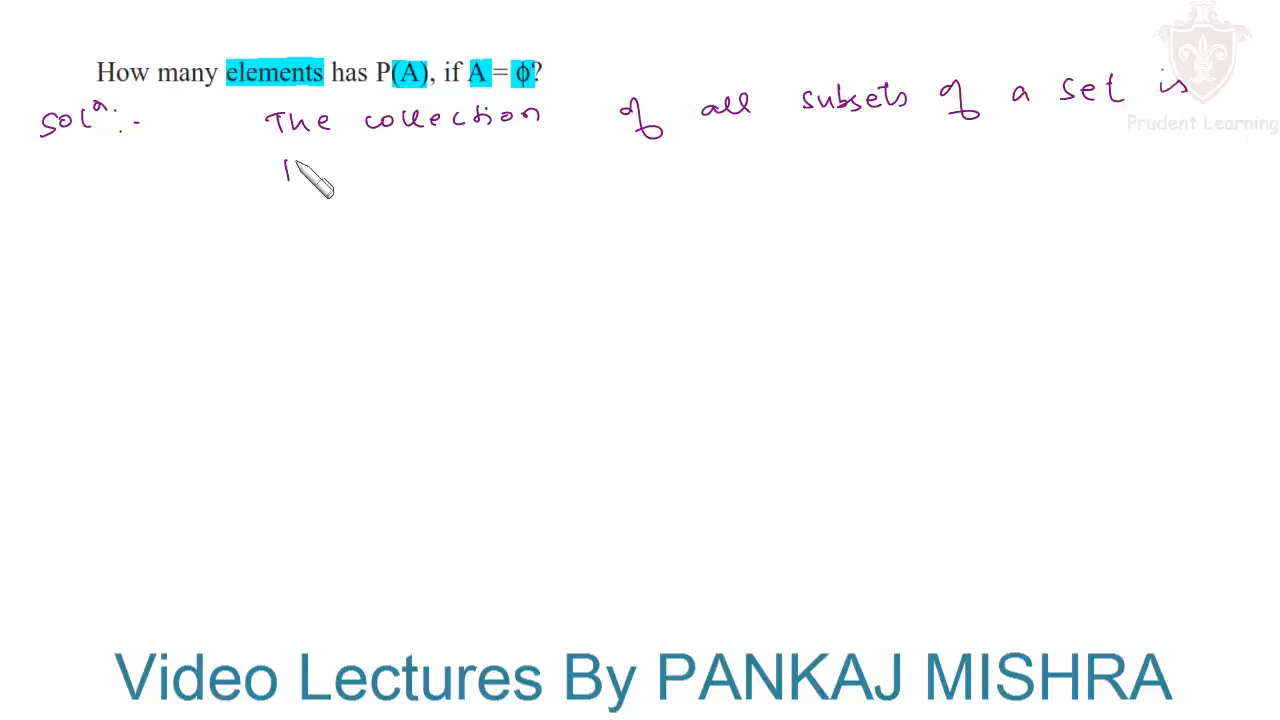 How many elements has P(A), if A = ϕ?
Solⁿ:- The collection of all subsets of a set is
Prudent Learning
Video Lectures By PANKAJ MISHRA